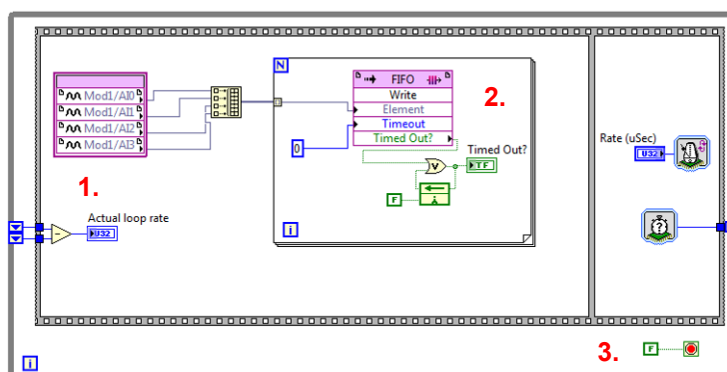 N
FIFO
Write
Element
Timeout
Timed Out?
2.
Mod1/AI0
Mod1/AI1
Mod1/AI2
Mod1/AI3
0
Timed Out?
TF
V
F
Rate (uSec)
U32
?
1.
Actual loop rate
U32
i
3.
F
i